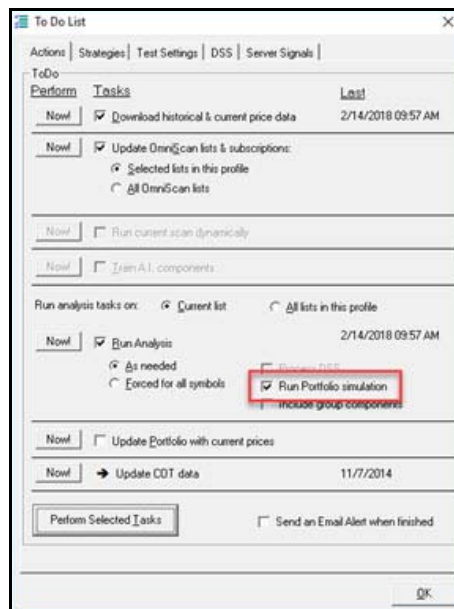 To Do List
Actions Strategies Test Settings DSS Server Signals
ToDo
Perform Tasks Last
Now! Download historical & current price data 2/14/2018 09:57 AM
Now! Update OmniScan lists & subscriptions:
Selected lists in this profile
All OmniScan lists
Now! Run current scan dynamically
Now! Train A.I. components
Run analysis tasks on: Current list All lists in this profile
Now! Run Analysis 2/14/2018 09:57 AM
As needed Process DSS
Forced for all symbols Run Portfolio simulation
Include group components
Now! Update Portfolio with current prices
Now! Update COT data 11/7/2014
Perform Selected Tasks Send an Email Alert when finished
OK